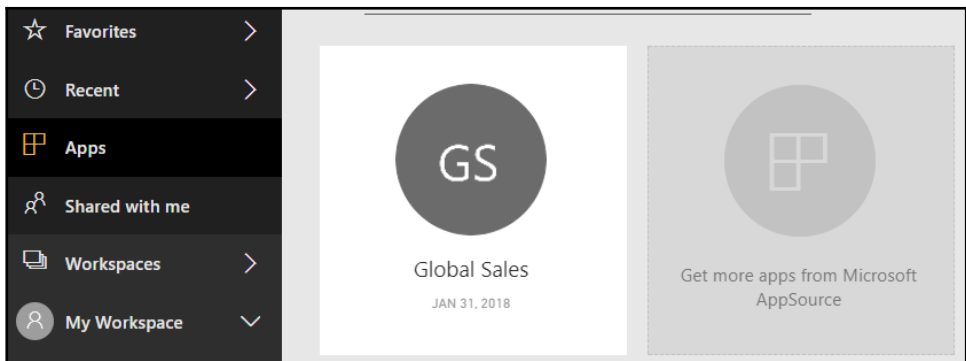 Favorites
Recent
Apps
Shared with me
Workspaces
My Workspace
GS
Global Sales
JAN 31, 2018
Get more apps from Microsoft
AppSource